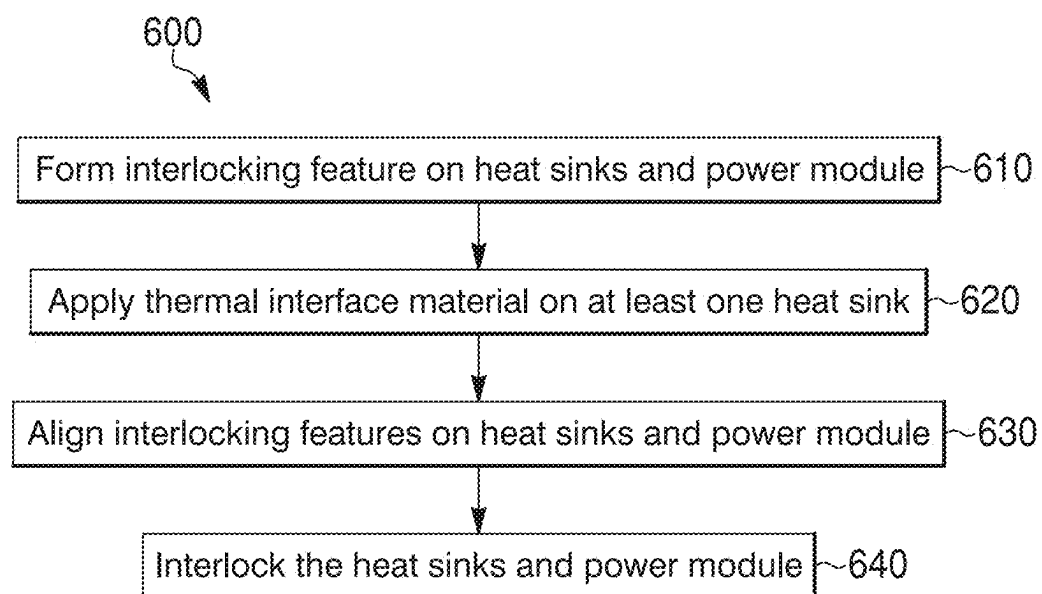 600
Form interlocking feature on heat sinks and power module 610
Apply thermal interface material on at least one heat sink 620
Align interlocking features on heat sinks and power module 630
Interlock the heat sinks and power module 640